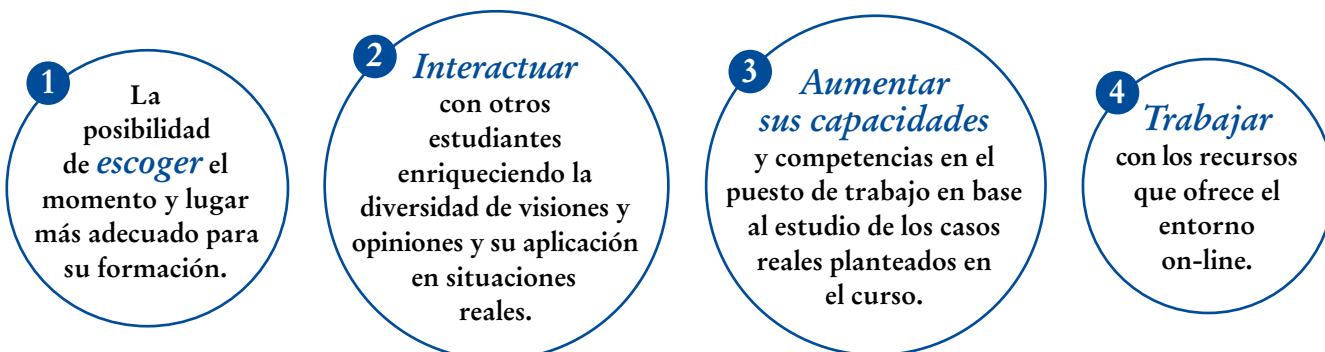 1
La
posibilidad
de escoger el
momento y lugar
más adecuado para
su formación.
2
Interactuar
con otros
estudiantes
enriqueciendo la
diversidad de visiones y
opiniones y su aplicación
en situaciones
reales.
3
Aumentar
sus capacidades
y competencias en el
puesto de trabajo en base
al estudio de los casos
reales planteados en
el curso.
4
Trabajar
con los recursos
que ofrece el
entorno
on-line.